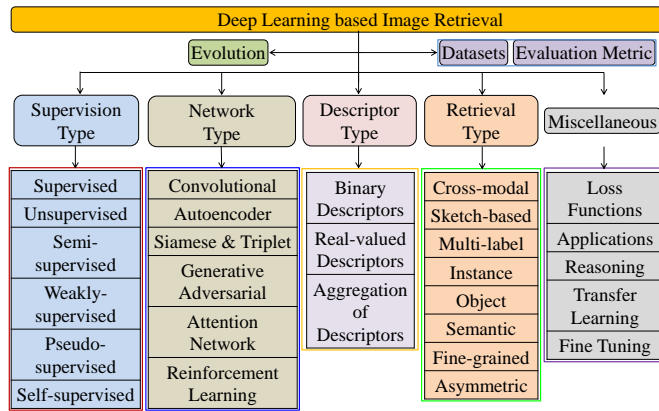 Deep Learning based Image Retrieval
Evolution
Datasets
Evaluation Metric
Supervision
Type
Network
Type
Descriptor
Type
Retrieval
Type
Miscellaneous
Supervised
Unsupervised
Semi-
supervised
Weakly-
supervised
Pseudo-
supervised
Self-supervised
Convolutional
Autoencoder
Siamese & Triplet
Generative
Adversarial
Attention
Network
Reinforcement
Learning
Binary
Descriptors
Real-valued
Descriptors
Aggregation
of
Descriptors
Cross-modal
Sketch-based
Multi-label
Instance
Object
Semantic
Fine-grained
Asymmetric
Loss
Functions
Applications
Reasoning
Transfer
Learning
Fine Tuning